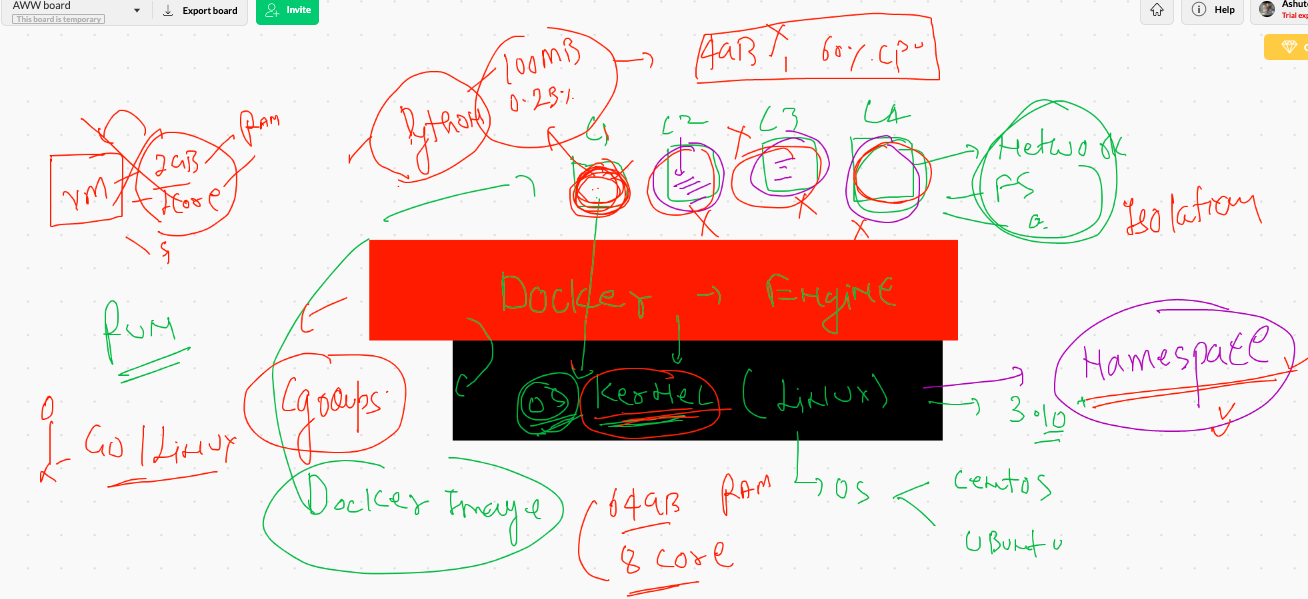 AWW board
This board is temporary
Export board
Invite
Help
Ashut
Trial exp
4GB, 60% CPU
100MB
0.23%
Python
RAM
2GB
2core
VM
C1
C2
C3
C4
Network
FS
Isolation
Docker → Engine
RUN
OS Kernel (Linux)
Namespace
3.10+
Cgroups
GO/Linux
Docker Image
64GB RAM
8 core
OS
Centos
UBuntu